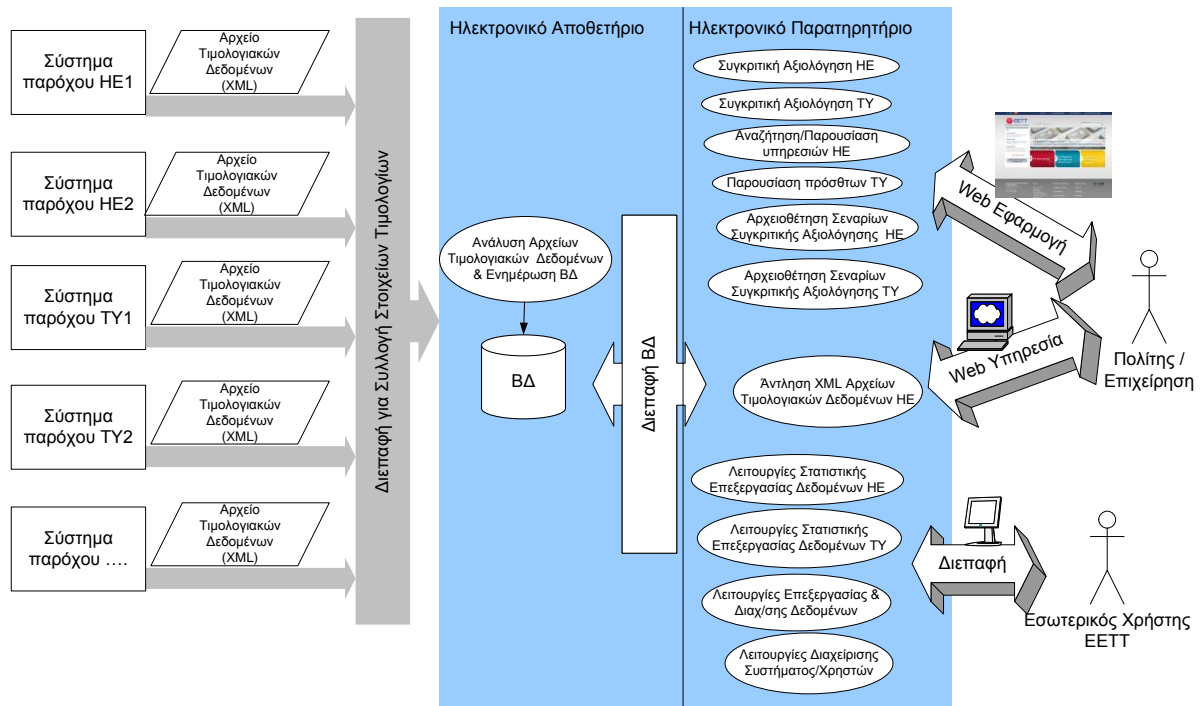 Σύστημα
παρόχου ΗΕ1
Αρχείο
Τιμολογιακών
Δεδομένων
(XML)
Σύστημα
παρόχου ΗΕ2
Αρχείο
Τιμολογιακών
Δεδομένων
(XML)
Σύστημα
παρόχου ΤΥ1
Αρχείο
Τιμολογιακών
Δεδομένων
(XML)
Σύστημα
παρόχου ΤΥ2
Αρχείο
Τιμολογιακών
Δεδομένων
(XML)
Σύστημα
παρόχου ….
Αρχείο
Τιμολογιακών
Δεδομένων
(XML)
Διεπαφή για Συλλογή Στοιχείων Τιμολογίων
Ηλεκτρονικό Αποθετήριο
Ανάλυση Αρχείων
Τιμολογιακών Δεδομένων
& Ενημέρωση ΒΔ
ΒΔ
Διεπαφή ΒΔ
Ηλεκτρονικό Παρατηρητήριο
Συγκριτική Αξιολόγηση ΗΕ
Συγκριτική Αξιολόγηση ΤΥ
Αναζήτηση/Παρουσίαση
υπηρεσιών ΗΕ
Παρουσίαση πρόσθτων ΤΥ
Αρχειοθέτηση Σεναρίων
Συγκριτικής Αξιολόγησης ΗΕ
Αρχειοθέτηση Σεναρίων
Συγκριτικής Αξιολόγησης ΤΥ
Άντληση XML Αρχείων
Τιμολογιακών Δεδομένων ΗΕ
Λειτουργίες Στατιστικής
Επεξεργασίας Δεδομένων ΗΕ
Λειτουργίες Στατιστικής
Επεξεργασίας Δεδομένων ΤΥ
Λειτουργίες Επεξεργασίας &
Διαχ/σης Δεδομένων
Λειτουργίες Διαχείρισης
Συστήματος/Χρηστών
EETT
Web Εφαρμογή
Web Υπηρεσία
Πολίτης /
Επιχείρηση
Διεπαφή
Εσωτερικός Χρήστης
ΕΕΤΤ